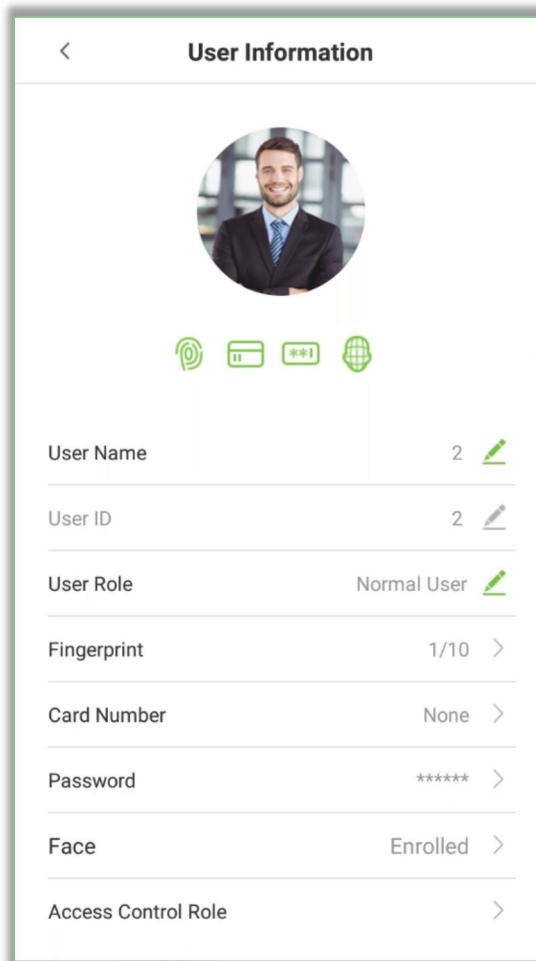 User Information
**I
User Name 2
User ID 2
User Role Normal User
Fingerprint 1/10
Card Number None
Password ******
Face Enrolled
Access Control Role